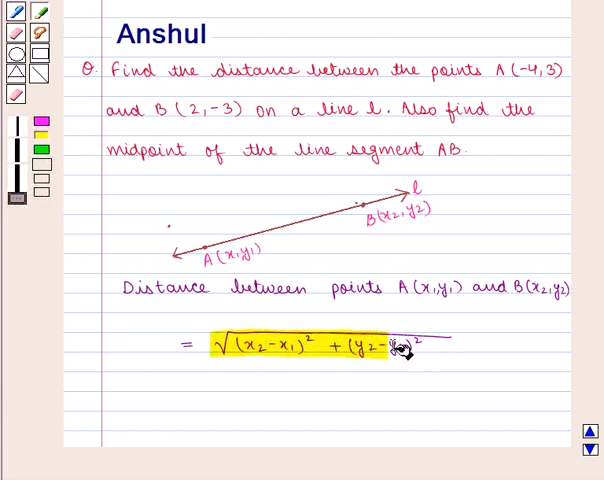 Anshul
Q. Find the distance between the points A(-4,3)
and B(2,-3) on a line l. Also find the
midpoint of the line segment AB.
l
B(x2,y2)
A(x1,y1)
Distance between points A(x1,y1) and B(x2,y2)
= √(x2-x1)² + (y2-y )²